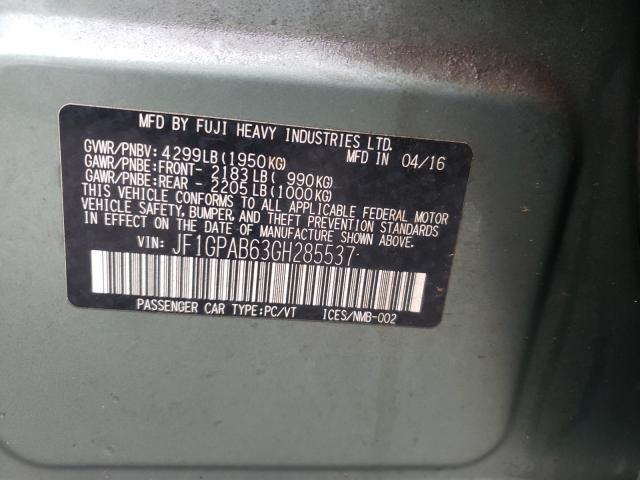 MFD BY FUJI HEAVY INDUSTRIES LTD.
GVWR/PNBV: 4299LB(1950KG) MFD IN 04/16
GAWR/PNBE:FRONT- 2183LB( 990KG)
GAWR/PNBE:REAR - 2205LB(1000KG)
THIS VEHICLE CONFORMS TO ALL APPLICABLE FEDERAL MOTOR
VEHICLE SAFETY, BUMPER, AND THEFT PREVENTION STANDARDS
IN EFFECT ON THE DATE OF MANUFACTURE SHOWN ABOVE.
VIN: JF1GPAB63GH285537
PASSENGER CAR TYPE:PC/VT ICES/NMB-002